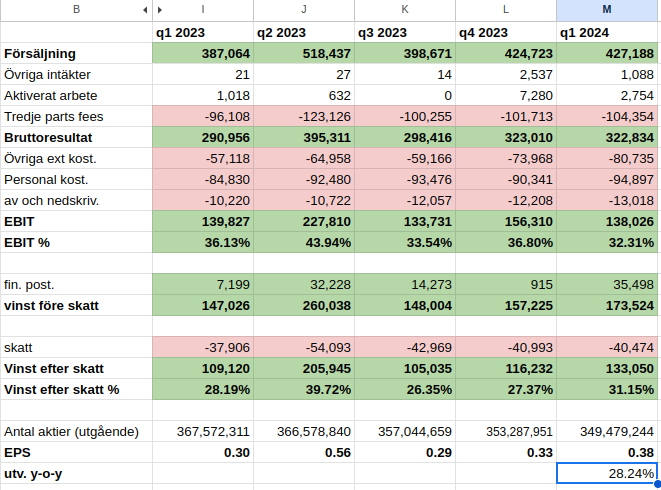 B I J K L M
q1 2023 q2 2023 q3 2023 q4 2023 q1 2024
Försäljning 387,064 518,437 398,671 424,723 427,188
Övriga intäkter 21 27 14 2,537 1,088
Aktiverat arbete 1,018 632 0 7,280 2,754
Tredje parts fees -96,108 -123,126 -100,255 -101,713 -104,354
Bruttoresultat 290,956 395,311 298,416 323,010 322,834
Övriga ext kost. -57,118 -64,958 -59,166 -73,968 -80,735
Personal kost. -84,830 -92,480 -93,476 -90,341 -94,897
av och nedskriv. -10,220 -10,722 -12,057 -12,208 -13,018
EBIT 139,827 227,810 133,731 156,310 138,026
EBIT % 36.13% 43.94% 33.54% 36.80% 32.31%
fin. post. 7,199 32,228 14,273 915 35,498
vinst före skatt 147,026 260,038 148,004 157,225 173,524
skatt -37,906 -54,093 -42,969 -40,993 -40,474
Vinst efter skatt 109,120 205,945 105,035 116,232 133,050
Vinst efter skatt % 28.19% 39.72% 26.35% 27.37% 31.15%
Antal aktier (utgående) 367,572,311 366,578,840 357,044,659 353,287,951 349,479,244
EPS 0.30 0.56 0.29 0.33 0.38
utv. y-o-y 28.24%